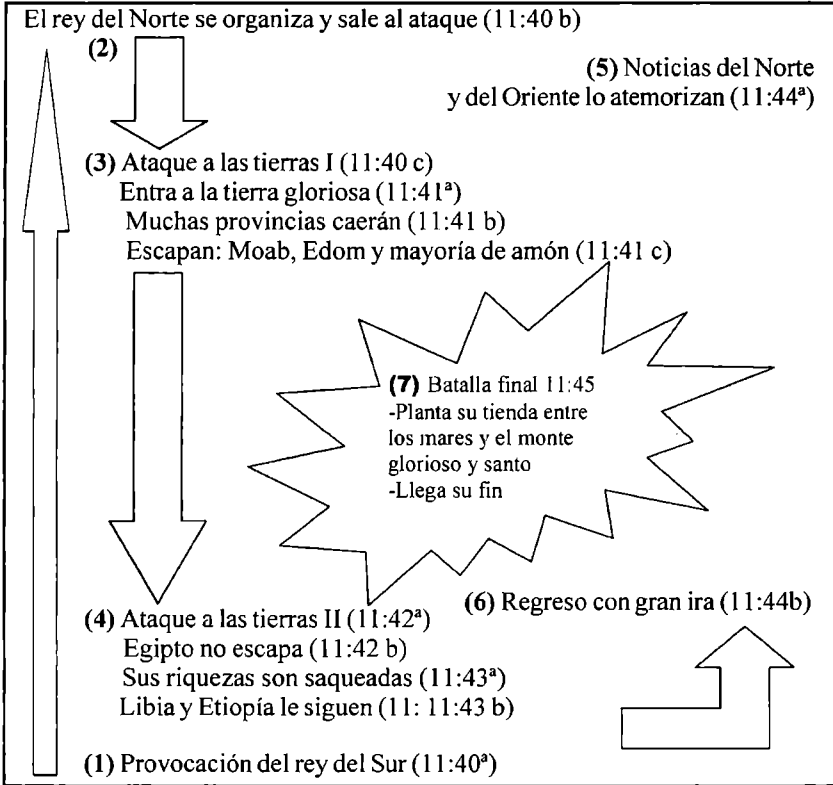 El rey del Norte se organiza y sale al ataque (11:40 b)
(2)
(5) Noticias del Norte
y del Oriente lo atemorizan (11:44ª)
(3) Ataque a las tierras I (11:40 c)
Entra a la tierra gloriosa (11:41ª)
Muchas provincias caerán (11:41 b)
Escapan: Moab, Edom y mayoría de amón (11:41 c)
(7) Batalla final 11:45
-Planta su tienda entre
los mares y el monte
glorioso y santo
-Llega su fin
(6) Regreso con gran ira (11:44b)
(4) Ataque a las tierras II (11:42ª)
Egipto no escapa (11:42 b)
Sus riquezas son saqueadas (11:43ª)
Libia y Etiopía le siguen (11: 11:43 b)
(1) Provocación del rey del Sur (11:40ª)